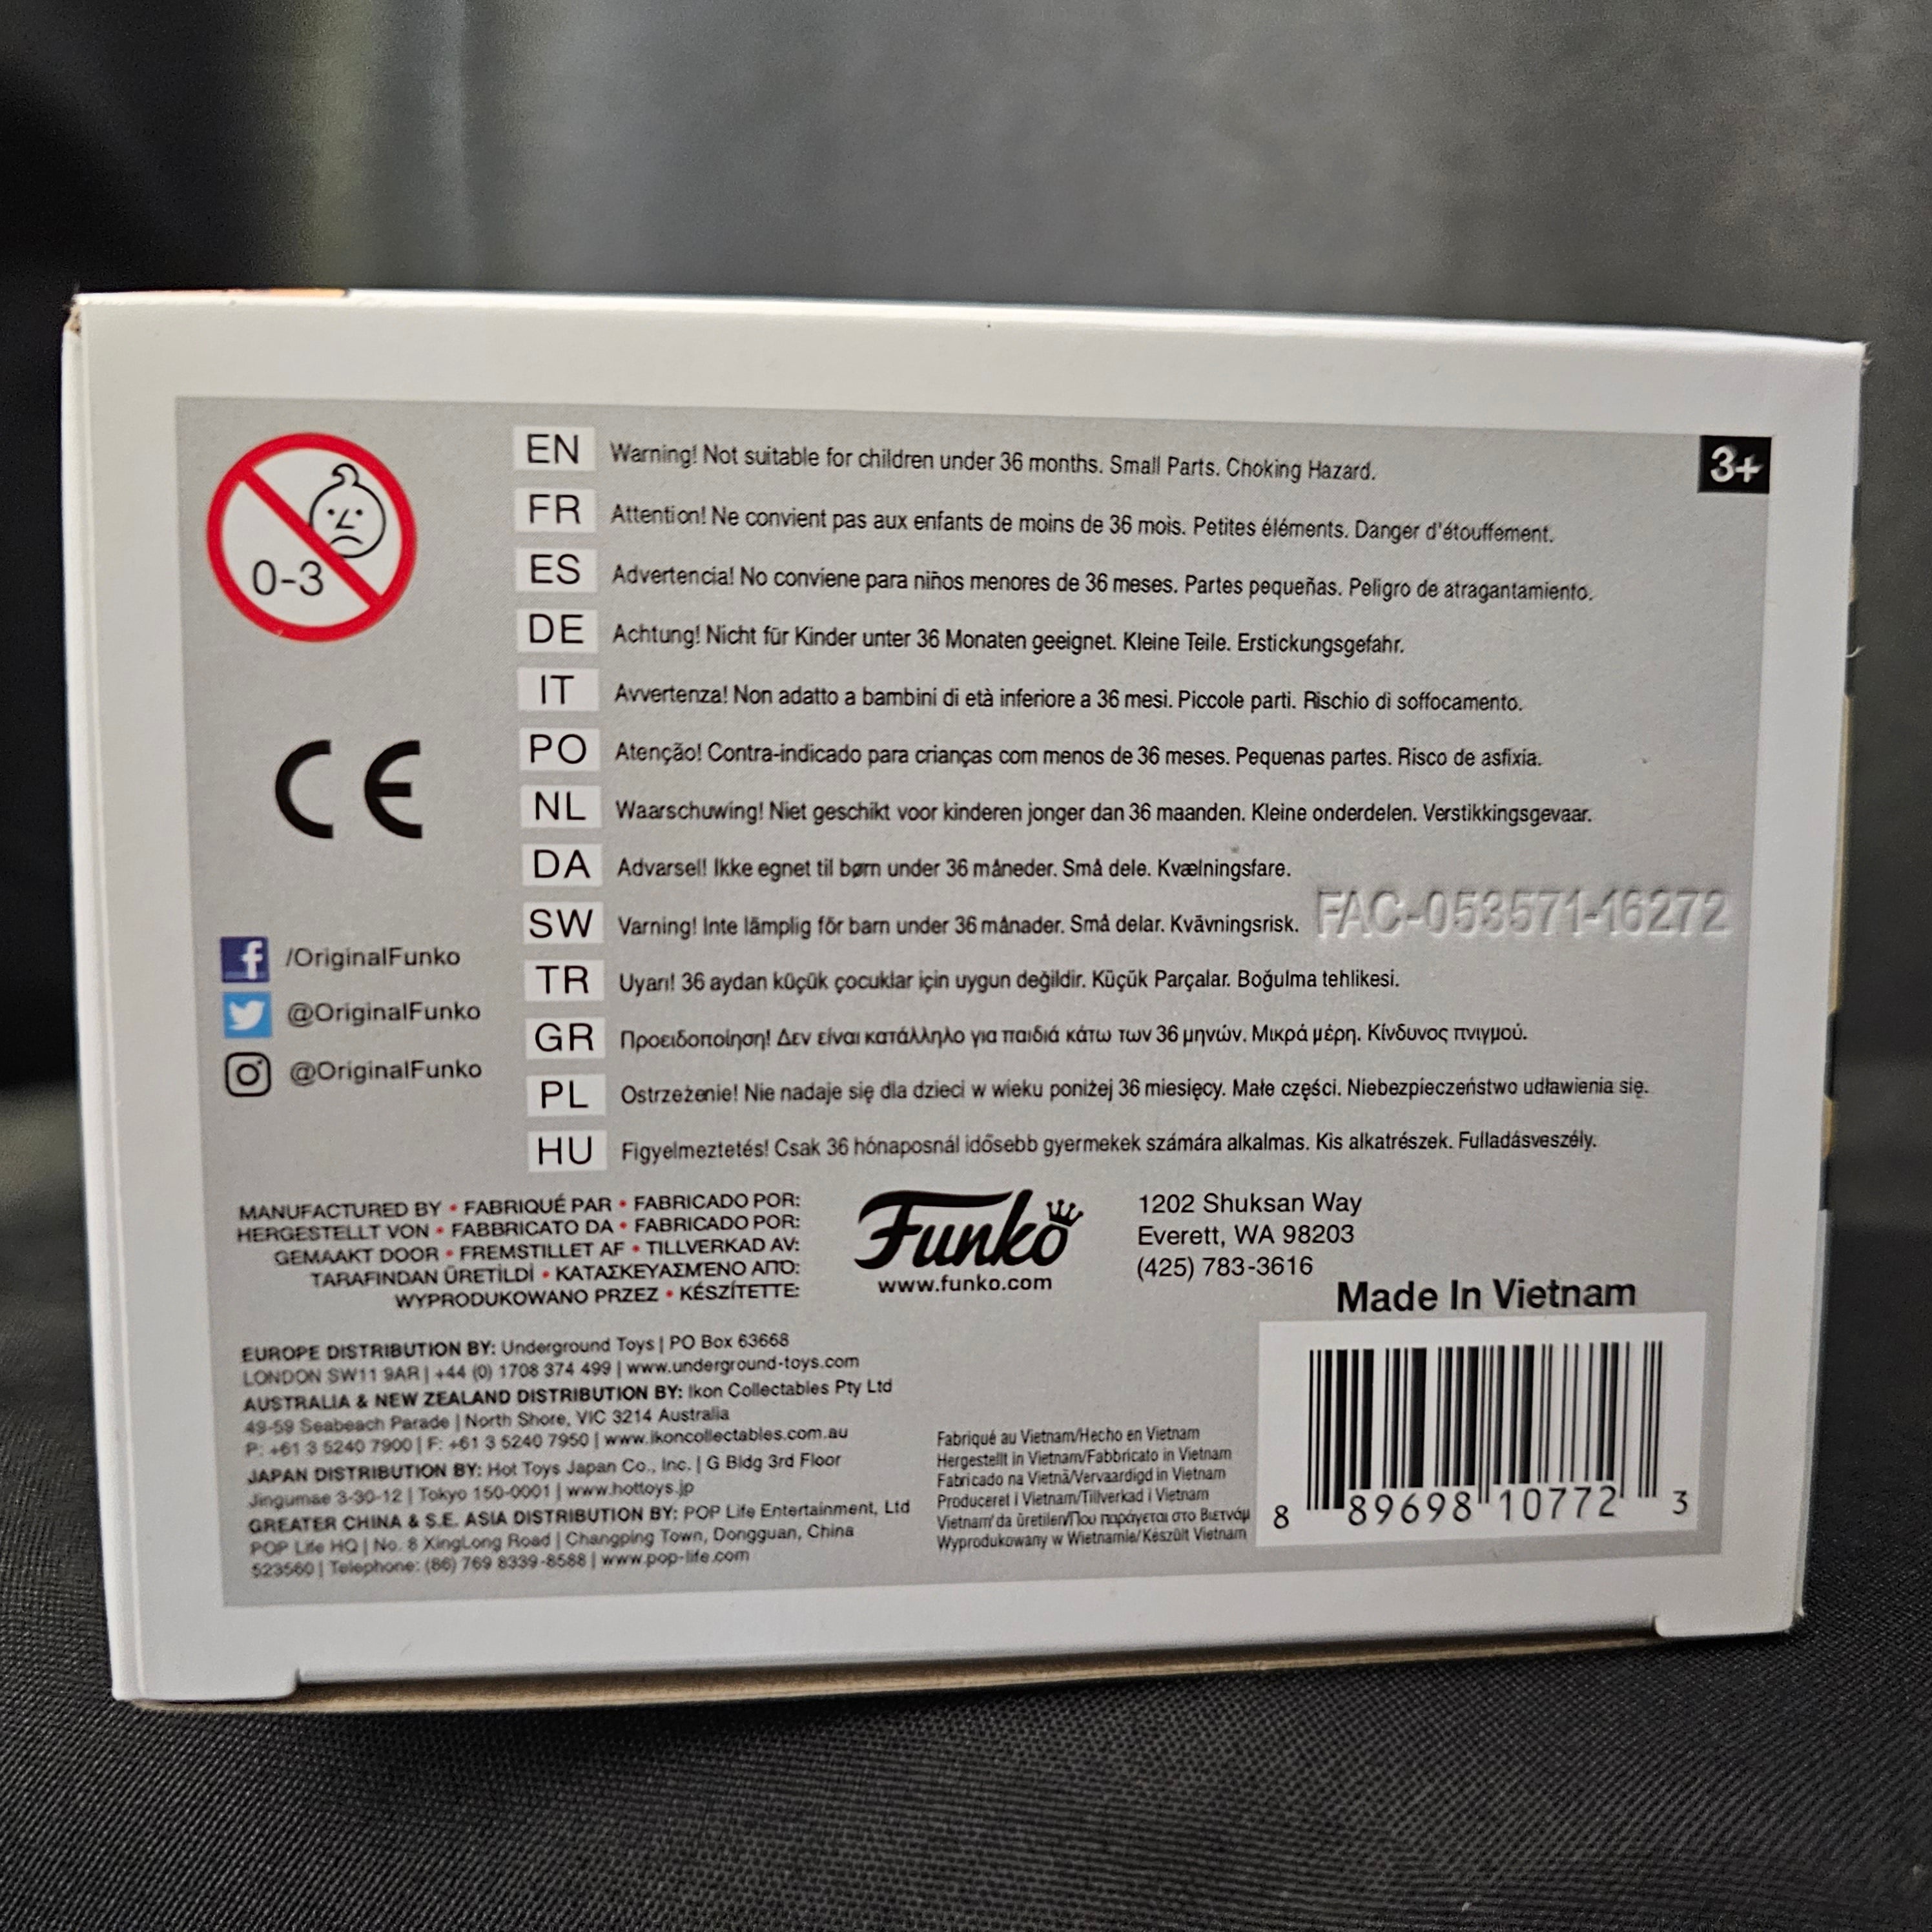 0-3
EN Warning! Not suitable for children under 36 months. Small Parts. Choking Hazard.
3+
FR Attention! Ne convient pas aux enfants de moins de 36 mois. Petites éléments. Danger d'étouffement.
ES Advertencia! No conviene para niños menores de 36 meses. Partes pequeñas. Peligro de atragantamiento.
DE Achtung! Nicht für Kinder unter 36 Monaten geeignet. Kleine Teile. Erstickungsgefahr.
IT Avvertenza! Non adatto a bambini di età inferiore a 36 mesi. Piccole parti. Rischio di soffocamento.
PO Atenção! Contra-indicado para crianças com menos de 36 meses. Pequenas partes. Risco de asfixia.
NL Waarschuwing! Niet geschikt voor kinderen jonger dan 36 maanden. Kleine onderdelen. Verstikkingsgevaar.
DA Advarsel! Ikke egnet til børn under 36 måneder. Små dele. Kvælningsfare.
SW Varning! Inte lämplig för barn under 36 månader. Små delar. Kvävningsrisk.
FAC-053571-16272
TR Uyarı! 36 aydan küçük çocuklar için uygun değildir. Küçük Parçalar. Boğulma tehlikesi.
GR Προειδοποίηση! Δεν είναι κατάλληλο για παιδιά κάτω των 36 μηνών. Μικρά μέρη. Κίνδυνος πνιγμού.
PL Ostrzeżenie! Nie nadaje się dla dzieci w wieku poniżej 36 miesięcy. Małe części. Niebezpieczeństwo udławienia się.
HU Figyelmeztetés! Csak 36 hónaposnál idősebb gyermekek számára alkalmas. Kis alkatrészek. Fulladásveszély.
CE
/OriginalFunko
@OriginalFunko
@OriginalFunko
MANUFACTURED BY • FABRIQUÉ PAR • FABRICADO POR:
HERGESTELLT VON • FABBRICATO DA • FABRICADO POR:
GEMAAKT DOOR • FREMSTILLET AF • TILLVERKAD AV:
TARAFINDAN ÜRETİLDİ • ΚΑΤΑΣΚΕΥΑΣΜΈΝΟ ΑΠΌ:
WYPRODUKOWANO PRZEZ • KÉSZÍTETTE:
Funko
www.funko.com
1202 Shuksan Way
Everett, WA 98203
(425) 783-3616
Made In Vietnam
EUROPE DISTRIBUTION BY: Underground Toys | PO Box 63668
LONDON SW11 9AR | +44 (0) 1708 374 499 | www.underground-toys.com
AUSTRALIA & NEW ZEALAND DISTRIBUTION BY: Ikon Collectables Pty Ltd
49-59 Seabeach Parade | North Shore, VIC 3214 Australia
P: +61 3 5240 7900 | F: +61 3 5240 7950 | www.ikoncollectables.com.au
JAPAN DISTRIBUTION BY: Hot Toys Japan Co., Inc. | G Bldg 3rd Floor
Jingumae 3-30-12 | Tokyo 150-0001 | www.hottoys.jp
GREATER CHINA & S.E. ASIA DISTRIBUTION BY: POP Life Entertainment, Ltd
POP Life HQ | No. 8 XingLong Road | Changping Town, Dongguan, China
523560 | Telephone: (86) 769 8339-8588 | www.pop-life.com
Fabriqué au Vietnam/Hecho en Vietnam
Hergestellt in Vietnam/Fabbricato in Vietnam
Fabricado na Vietnã/Vervaardigd in Vietnam
Produceret i Vietnam/Tillverkad i Vietnam
Vietnam'da üretilen/Που παράγεται στο Βιετνάμ
Wyprodukowany w Wietnamie/Készült Vietnam
8 89698 10772 3